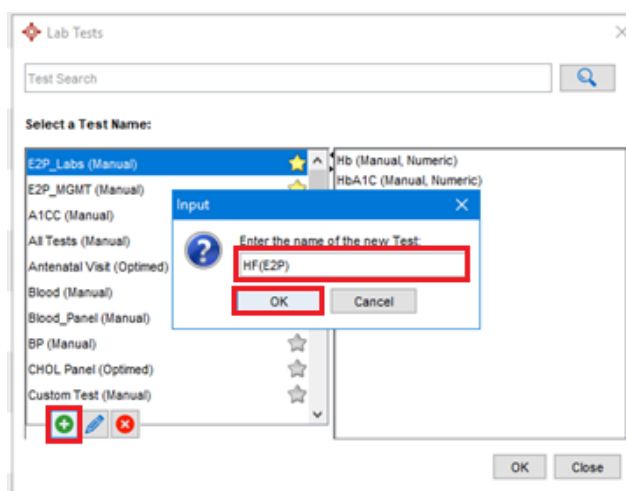 Lab Tests
Test Search
Select a Test Name:
E2P_Labs (Manual)
E2P_MGMT (Manual)
A1CC (Manual)
All Tests (Manual)
Antenatal Visit (Optimed)
Blood (Manual)
Blood_Panel (Manual)
BP (Manual)
CHOL Panel (Optimed)
Custom Test (Manual)
Hb (Manual, Numeric)
HbA1C (Manual, Numeric)
Input
Enter the name of the new Test:
HF(E2P)
OK Cancel
OK Close